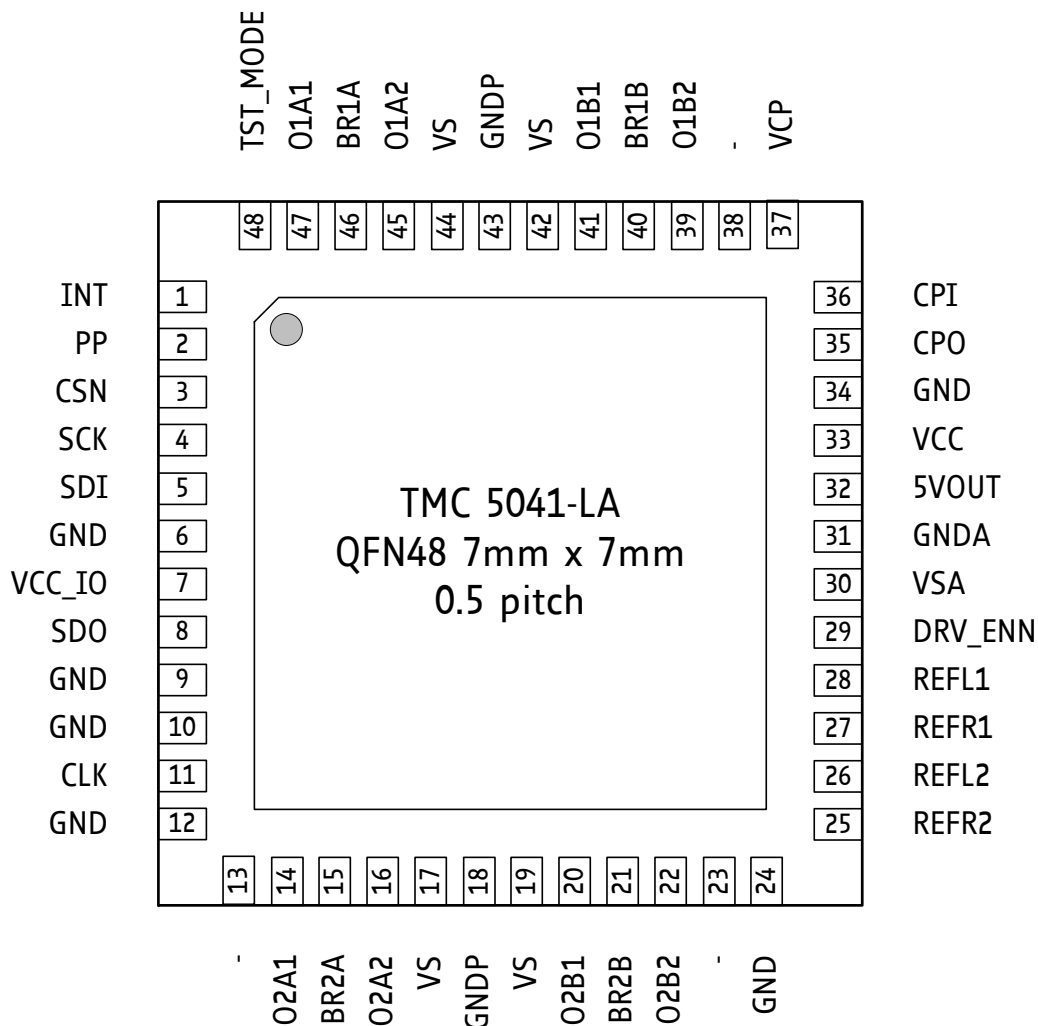 TST_MODE
O1A1
BR1A
O1A2
VS
GNDP
VS
O1B1
BR1B
O1B2
-
VCP
48
47
46
45
44
43
42
41
40
39
38
37
INT 1
PP 2
CSN 3
SCK 4
SDI 5
GND 6
VCC_IO 7
SDO 8
GND 9
GND 10
CLK 11
GND 12
TMC 5041-LA
QFN48 7mm x 7mm
0.5 pitch
36 CPI
35 CPO
34 GND
33 VCC
32 5VOUT
31 GNDA
30 VSA
29 DRV_ENN
28 REFL1
27 REFR1
26 REFL2
25 REFR2
13
14
15
16
17
18
19
20
21
22
23
24
-
O2A1
BR2A
O2A2
VS
GNDP
VS
O2B1
BR2B
O2B2
-
GND